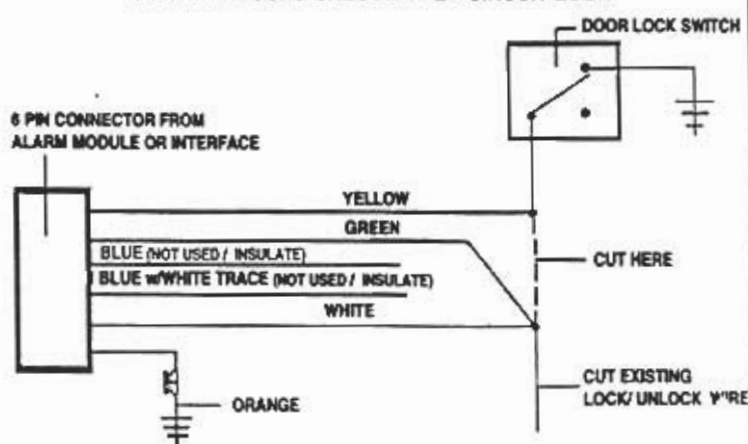 DOOR LOCK SWITCH
6 PIN CONNECTOR FROM
ALARM MODULE OR INTERFACE
YELLOW
GREEN
BLUE (NOT USED / INSULATE)
BLUE w/WHITE TRACE (NOT USED / INSULATE)
WHITE
CUT HERE
ORANGE
CUT EXISTING
LOCK/ UNLOCK WIRE